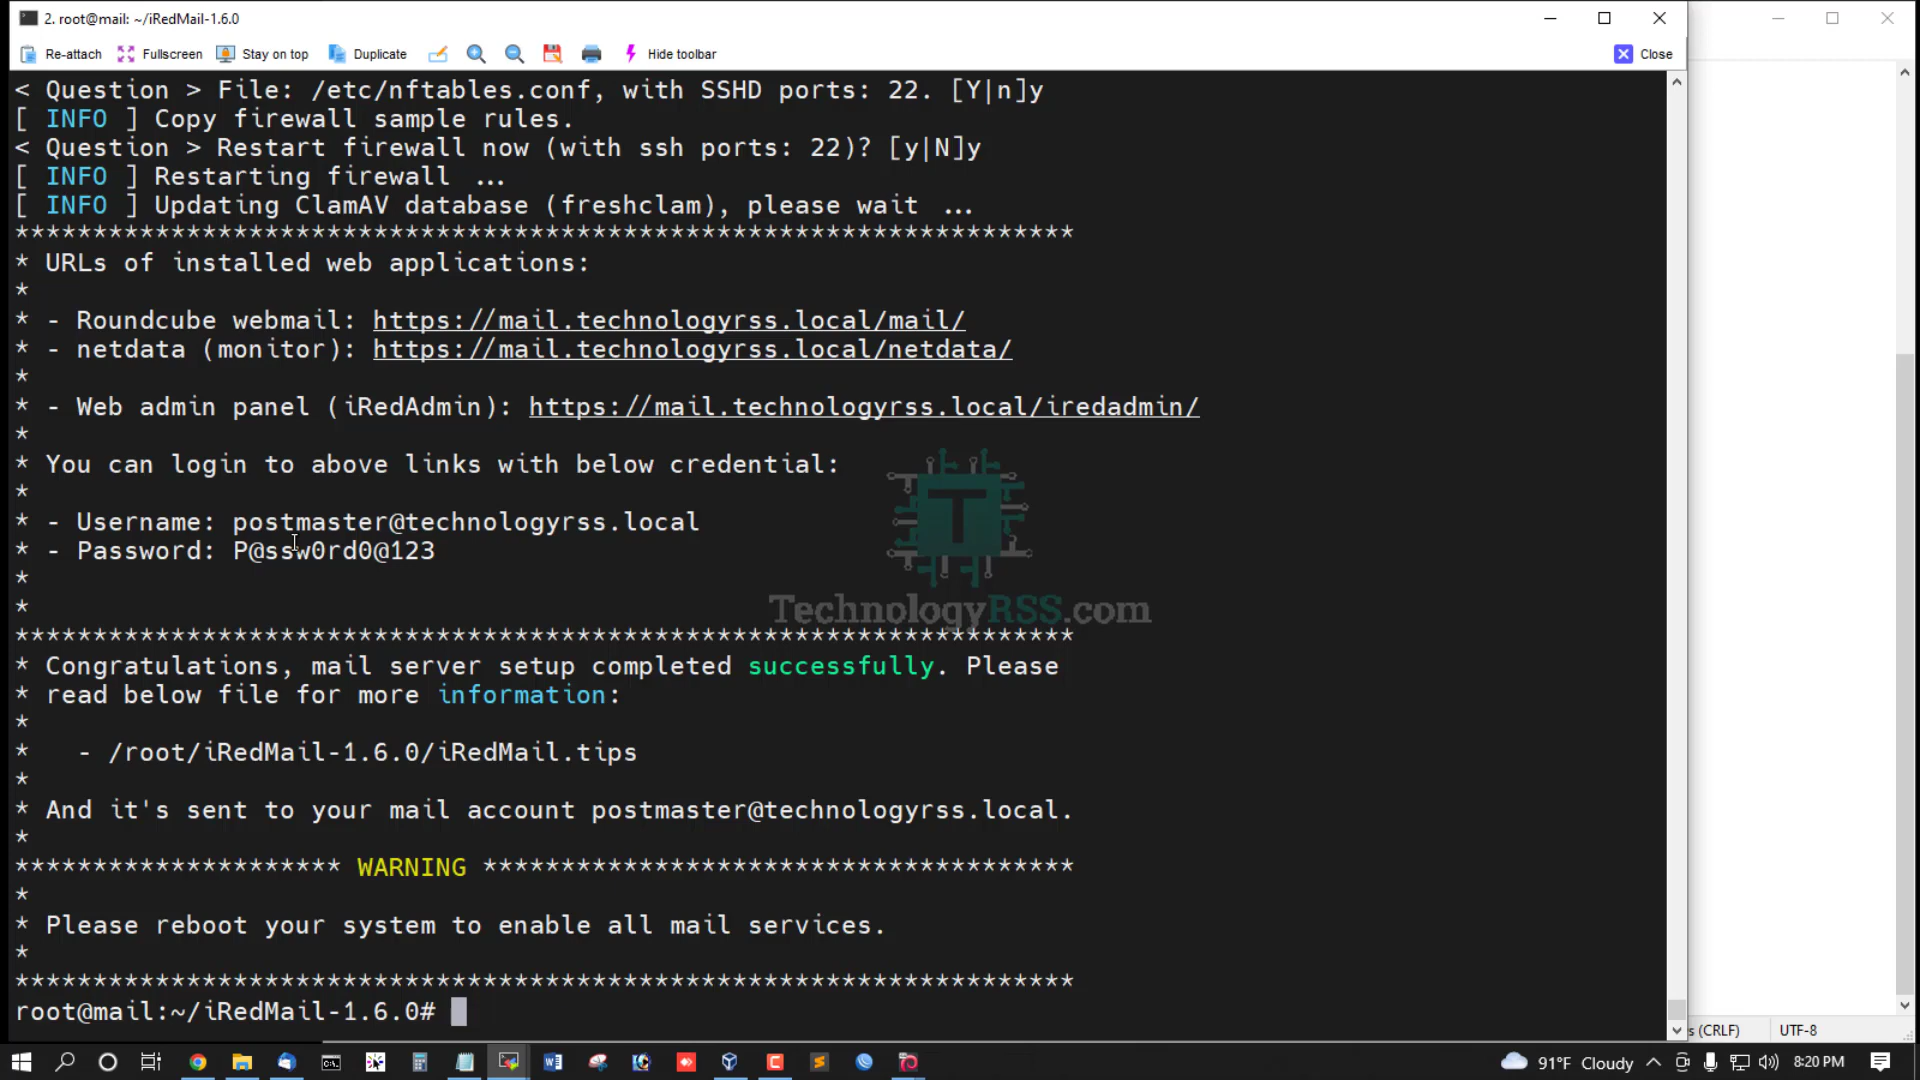 2. root@mail: ~/iRedMail-1.6.0
Re-attach Fullscreen Stay on top Duplicate Hide toolbar Close
< Question > File: /etc/nftables.conf, with SSHD ports: 22. [Y|n]y
[ INFO ] Copy firewall sample rules.
< Question > Restart firewall now (with ssh ports: 22)? [y|N]y
[ INFO ] Restarting firewall ...
[ INFO ] Updating ClamAV database (freshclam), please wait ...
********************************************************************
* URLs of installed web applications:
*
* - Roundcube webmail: https://mail.technologyrss.local/mail/
* - netdata (monitor): https://mail.technologyrss.local/netdata/
*
* - Web admin panel (iRedAdmin): https://mail.technologyrss.local/iredadmin/
*
* You can login to above links with below credential:
*
* - Username: postmaster@technologyrss.local
* - Password: P@ssw0rd0@123
*
*
TechnologyRSS.com
********************************************************************
* Congratulations, mail server setup completed successfully. Please
* read below file for more information:
*
*   - /root/iRedMail-1.6.0/iRedMail.tips
*
* And it's sent to your mail account postmaster@technologyrss.local.
*
********************* WARNING **************************************
*
* Please reboot your system to enable all mail services.
*
********************************************************************
root@mail:~/iRedMail-1.6.0#
s (CRLF) UTF-8
91°F Cloudy 8:20 PM